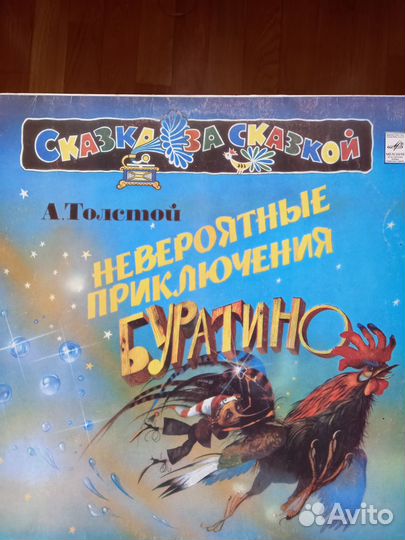 СКАЗКА ЗА СКАЗКОЙ
А. Толстой
НЕВЕРОЯТНЫЕ
ПРИКЛЮЧЕНИЯ
БУРАТИНО
Avito